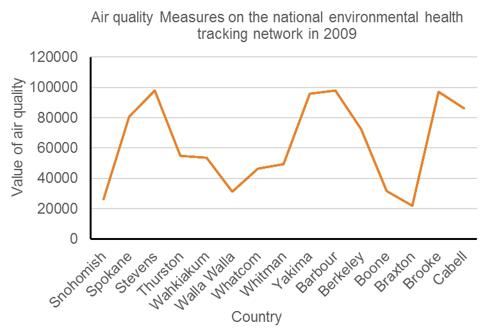 Air quality Measures on the national environmental health
tracking network in 2009
Value of air quality
120000
100000
80000
60000
40000
20000
0
Snohomish
Spokane
Stevens
Thurston
Wahkiakum
Walla Walla
Whatcom
Whitman
Yakima
Barbour
Berkeley
Boone
Braxton
Brooke
Cabell
Country